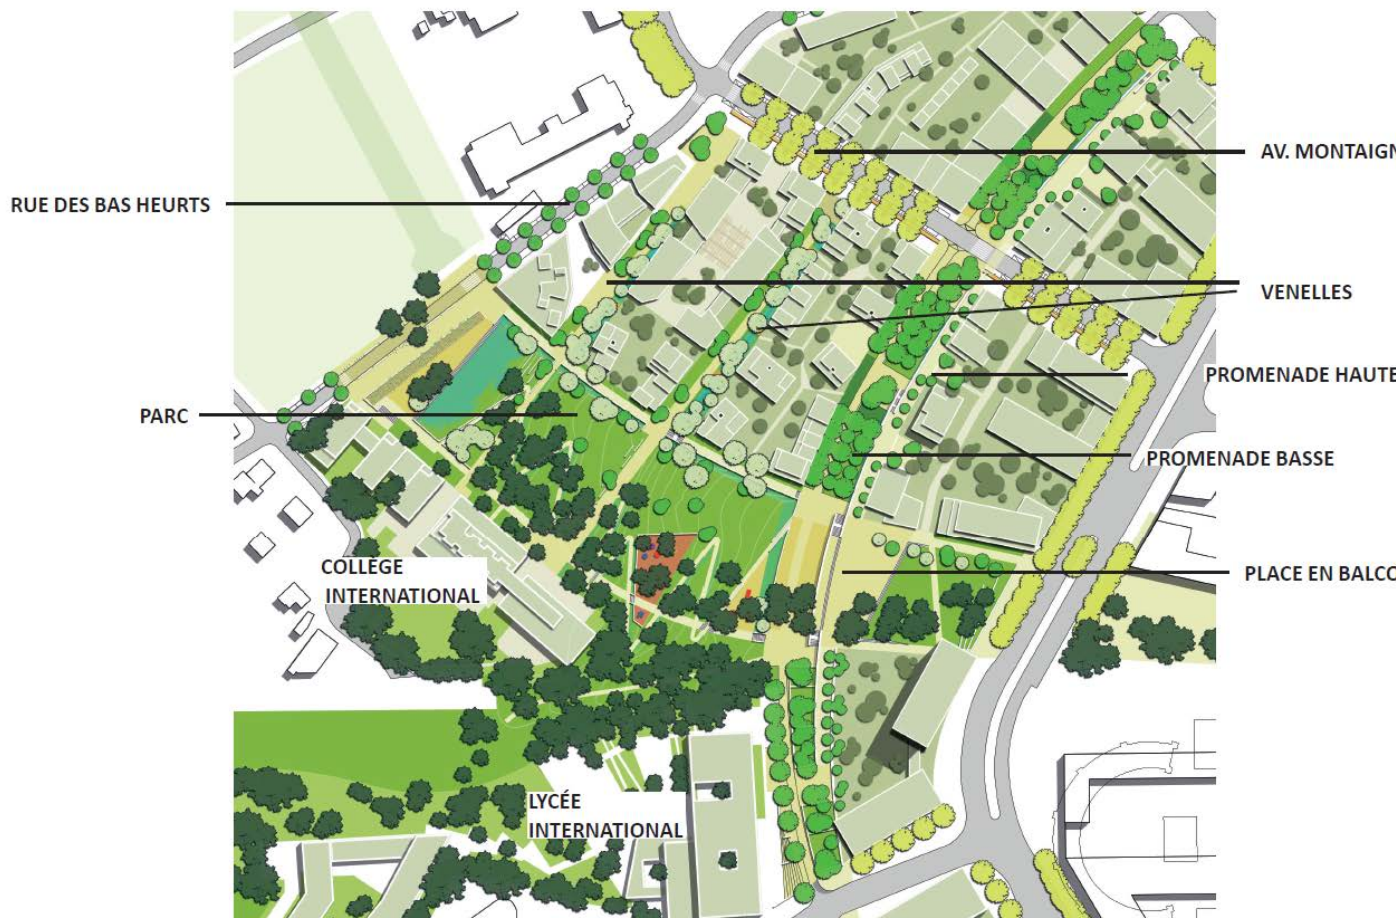 AV. MONTAIGN
RUE DES BAS HEURTS
VENELLES
PROMENADE HAUTE
PARC
PROMENADE BASSE
COLLÈGE
INTERNATIONAL
PLACE EN BALCO
LYCÉE
INTERNATIONAL